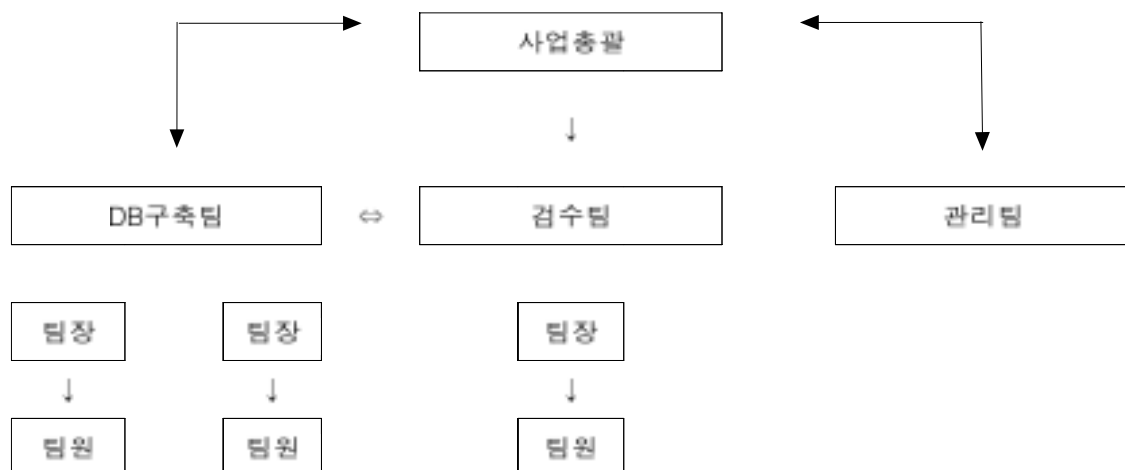 사업총괄
↓
DB구축팀 ⇔ 검수팀 관리팀
팀장 팀장 팀장
↓ ↓ ↓
팀원 팀원 팀원